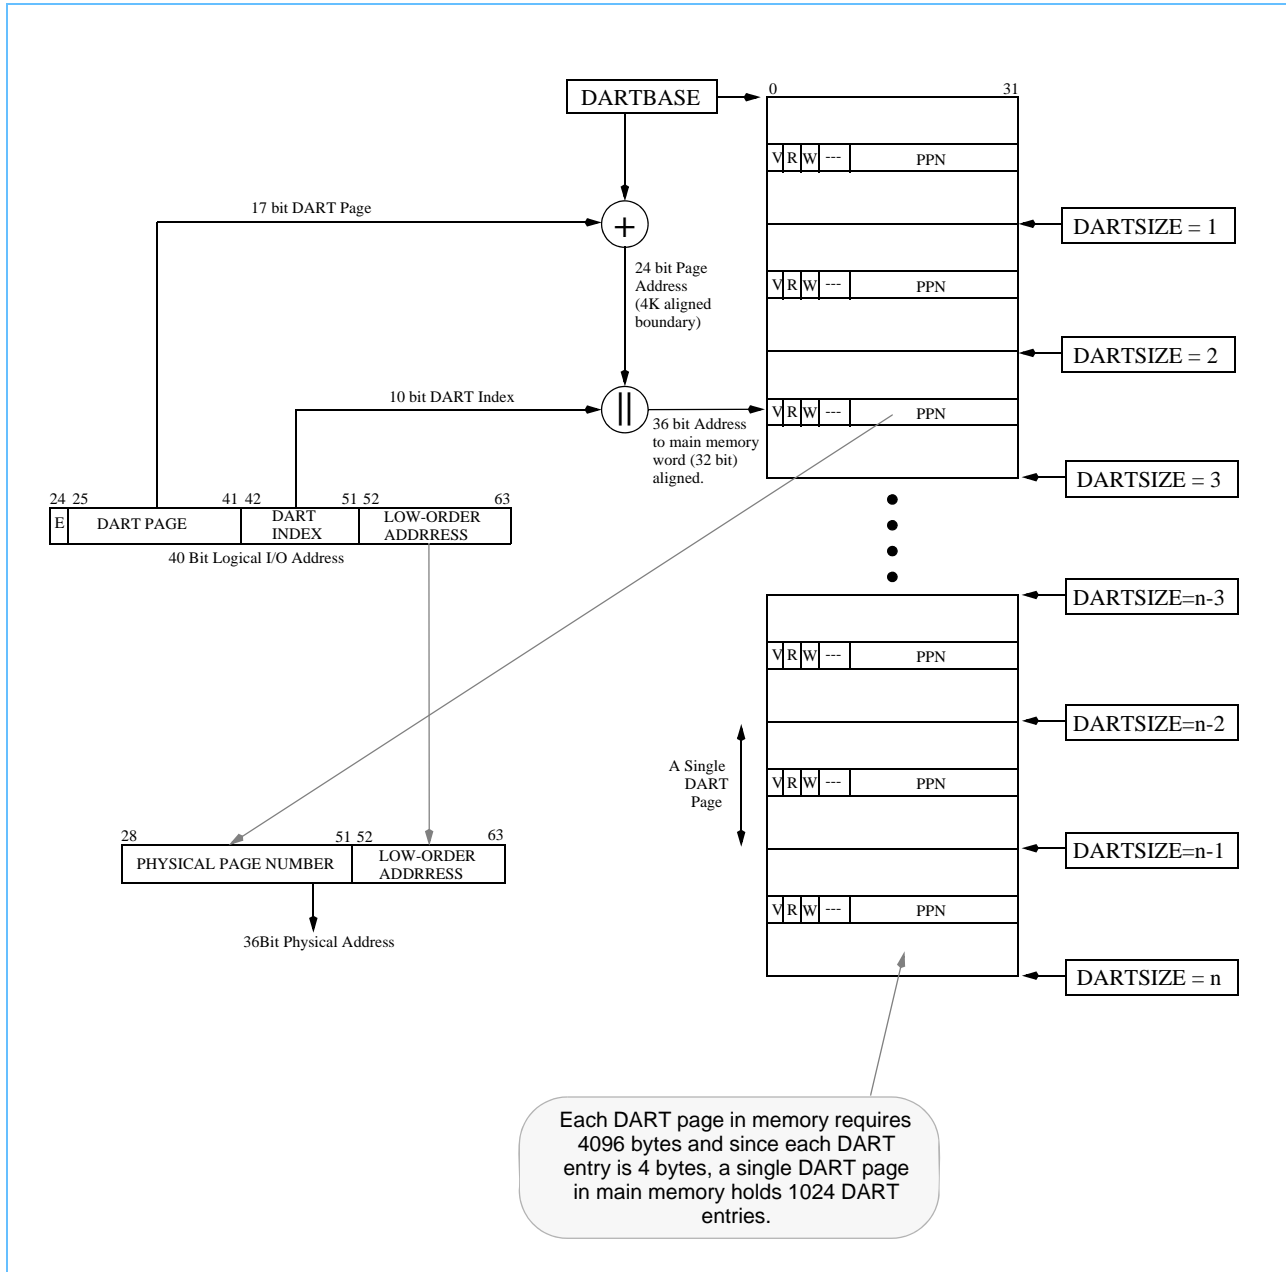 DARTBASE
0 31
V R W --- PPN
17 bit DART Page
+
DARTSIZE = 1
24 bit Page
Address
(4K aligned
boundary)
V R W --- PPN
DARTSIZE = 2
10 bit DART Index
||
V R W --- PPN
36 bit Address
to main memory
word (32 bit)
aligned.
DARTSIZE = 3
24 25 41 42 51 52 63
E DART PAGE
DART
INDEX
LOW-ORDER
ADDRRESS
40 Bit Logical I/O Address
DARTSIZE=n-3
V R W --- PPN
DARTSIZE=n-2
A Single
DART
Page
V R W --- PPN
DARTSIZE=n-1
28 51 52 63
PHYSICAL PAGE NUMBER
LOW-ORDER
ADDRRESS
36Bit Physical Address
V R W --- PPN
DARTSIZE = n
Each DART page in memory requires
4096 bytes and since each DART
entry is 4 bytes, a single DART page
in main memory holds 1024 DART
entries.